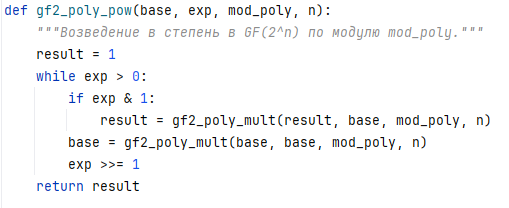 def gf2_poly_pow(base, exp, mod_poly, n):
    """Возведение в степень в GF(2^n) по модулю mod_poly."""
    result = 1
    while exp > 0:
        if exp & 1:
            result = gf2_poly_mult(result, base, mod_poly, n)
        base = gf2_poly_mult(base, base, mod_poly, n)
        exp >>= 1
    return result